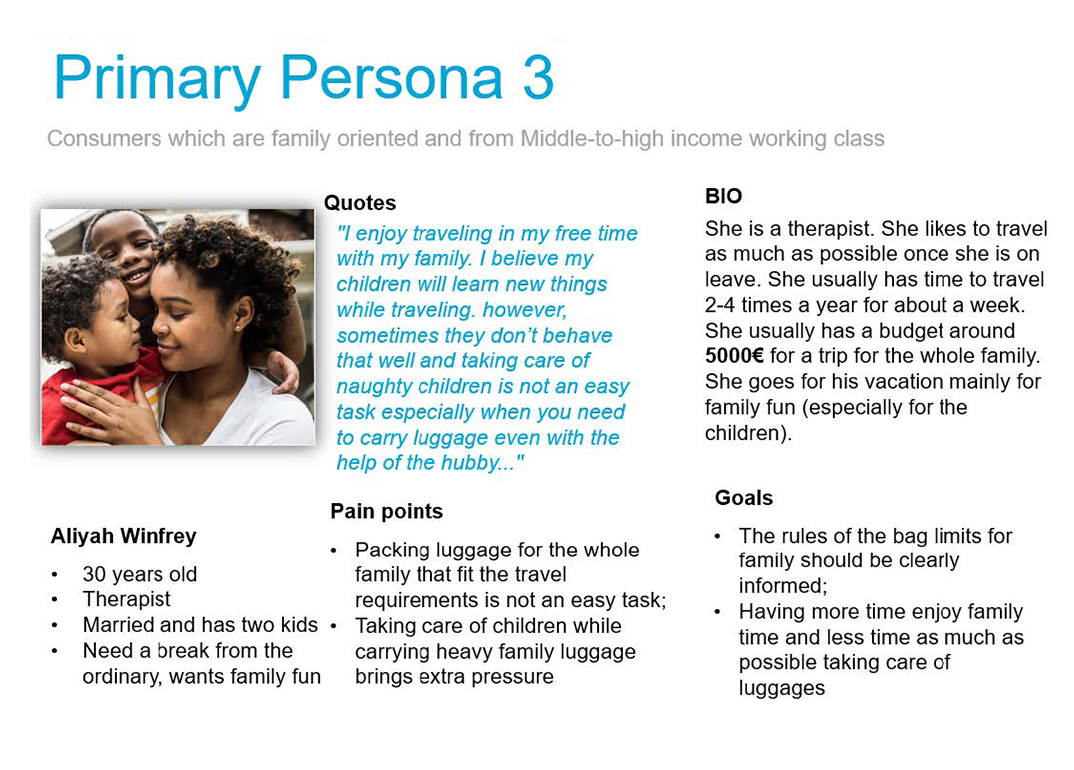 Primary Persona 3
Consumers which are family oriented and from Middle-to-high income working class
Quotes
"I enjoy traveling in my free time
with my family. I believe my
children will learn new things
while traveling. however,
sometimes they don't behave
that well and taking care of
naughty children is not an easy
task especially when you need
to carry luggage even with the
help of the hubby..."
BIO
She is a therapist. She likes to travel
as much as possible once she is on
leave. She usually has time to travel
2-4 times a year for about a week.
She usually has a budget around
5000€ for a trip for the whole family.
She goes for his vacation mainly for
family fun (especially for the
children).
Aliyah Winfrey
• 30 years old
• Therapist
• Married and has two kids
• Need a break from the
ordinary, wants family fun
Pain points
• Packing luggage for the whole
family that fit the travel
requirements is not an easy task;
• Taking care of children while
carrying heavy family luggage
brings extra pressure
Goals
• The rules of the bag limits for
family should be clearly
informed;
• Having more time enjoy family
time and less time as much as
possible taking care of
luggages